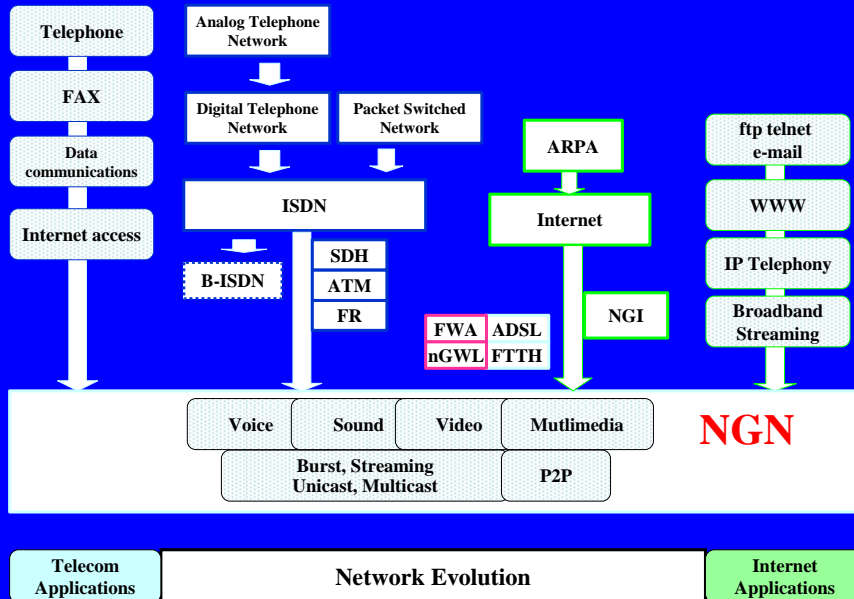 Telephone
FAX
Data
communications
Internet access
Analog Telephone
Network
Digital Telephone
Network
Packet Switched
Network
ISDN
B-ISDN
SDH
ATM
FR
ARPA
Internet
NGI
FWA ADSL
nGWL FTTH
ftp telnet
e-mail
WWW
IP Telephony
Broadband
Streaming
Voice Sound Video Mutlimedia
Burst, Streaming
Unicast, Multicast
P2P
NGN
Telecom
Applications
Network Evolution
Internet
Applications